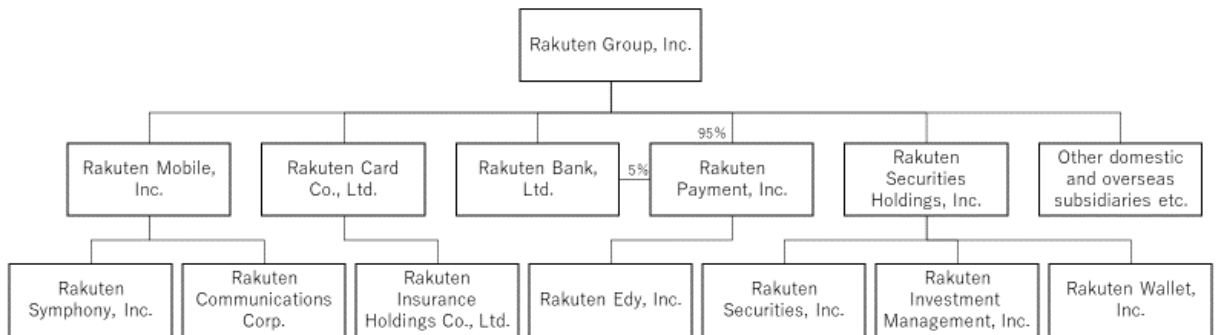 Rakuten Group, Inc.
95%
Rakuten Mobile,
Inc.
Rakuten Card
Co., Ltd.
Rakuten Bank,
Ltd.
5%
Rakuten
Payment, Inc.
Rakuten
Securities
Holdings, Inc.
Other domestic
and overseas
subsidiaries etc.
Rakuten
Symphony, Inc.
Rakuten
Communications
Corp.
Rakuten
Insurance
Holdings Co., Ltd.
Rakuten Edy, Inc.
Rakuten
Securities, Inc.
Rakuten
Investment
Management, Inc.
Rakuten Wallet,
Inc.